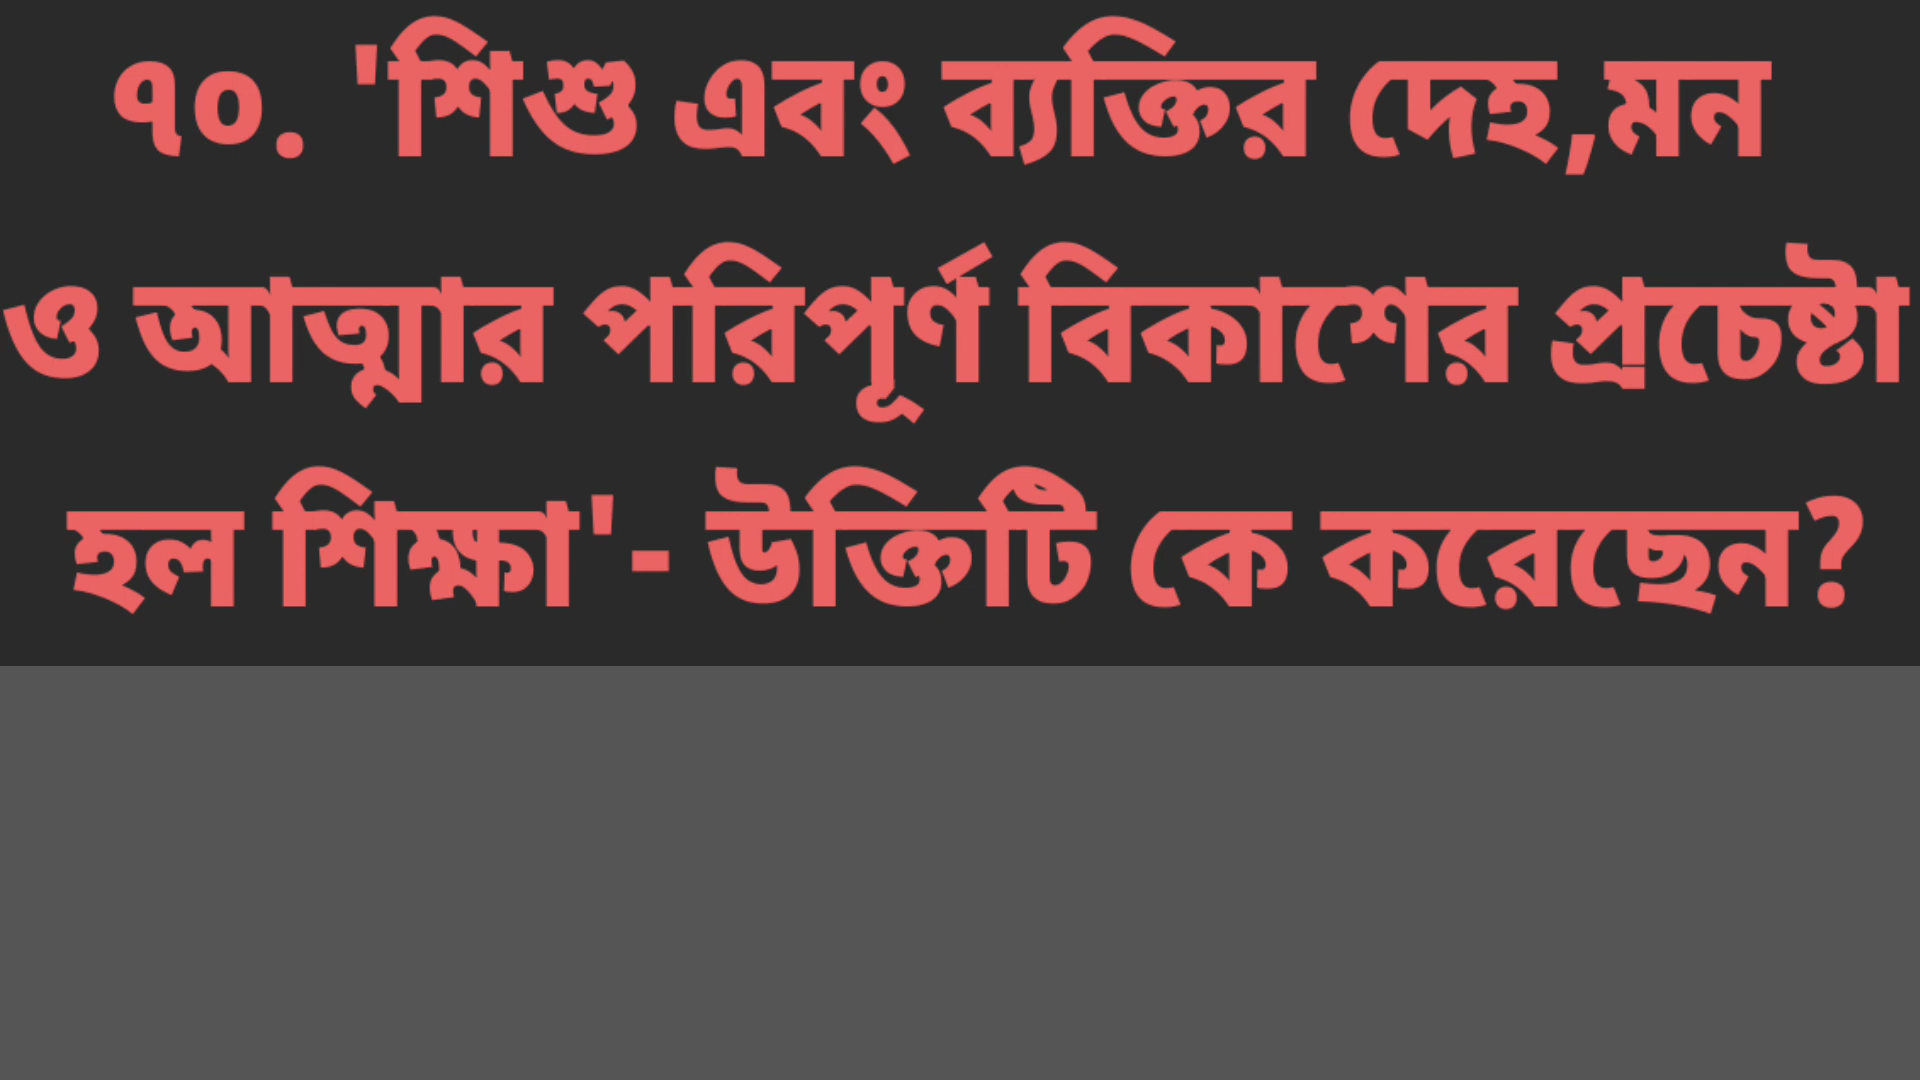 ৭০. 'শিশু এবং ব্যক্তির দেহ,মন
ও আত্মার পরিপূর্ণ বিকাশের প্রচেষ্টা
হল শিক্ষা'- উক্তিটি কে করেছেন?